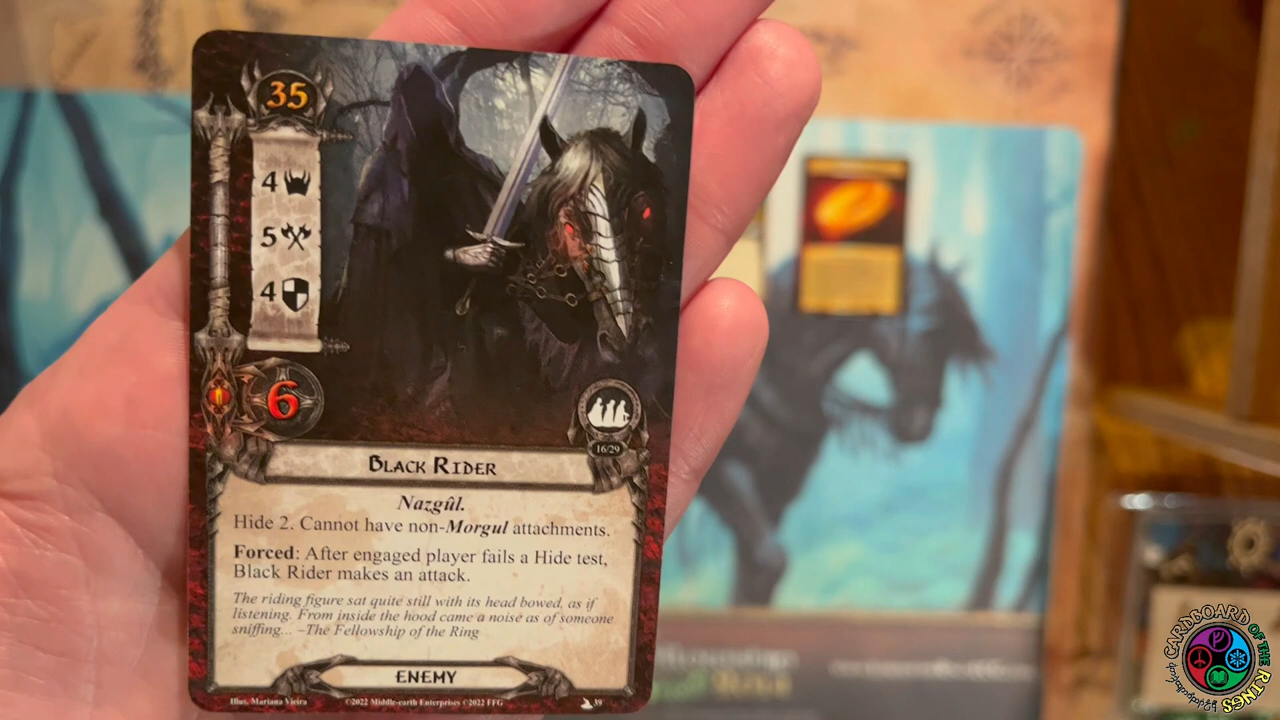 35
4
5
4
6
16/29
BLACK RIDER
Nazgûl.
Hide 2. Cannot have non-Morgul attachments.
Forced: After engaged player fails a Hide test,
Black Rider makes an attack.
The riding figure sat quite still with its head bowed, as if
listening. From inside the hood came a noise as of someone
sniffing... –The Fellowship of the Ring
ENEMY
Illus. Mariana Vieira ©2022 Middle-earth Enterprises ©2022 FFG 39
CARDBOARD OF THE RINGS